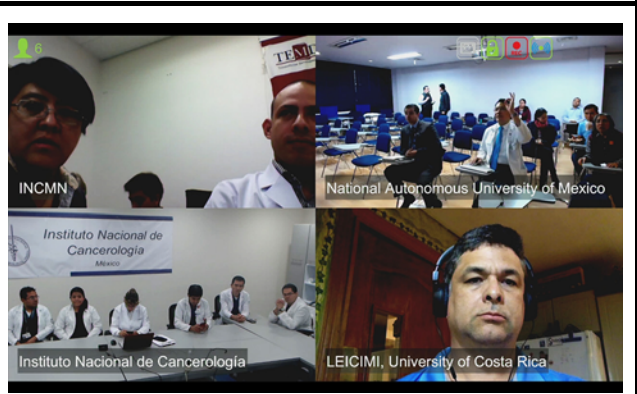 6
INCMN
National Autonomous University of Mexico
Instituto Nacional de
Cancerología
México
Instituto Nacional de Cancerología
LEICIMI, University of Costa Rica